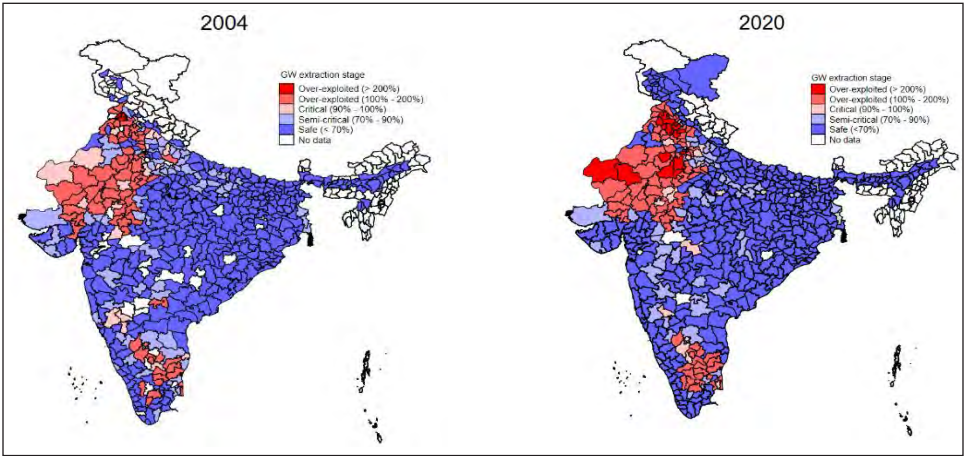 2004
GW extraction stage
Over-exploited (> 200%)
Over-exploited (100% - 200%)
Critical (90% - 100%)
Semi-critical (70% - 90%)
Safe (< 70%)
No data
2020
GW extraction stage
Over-exploited (> 200%)
Over-exploited (100% - 200%)
Critical (90% - 100%)
Semi-critical (70% - 90%)
Safe (<70%)
No data